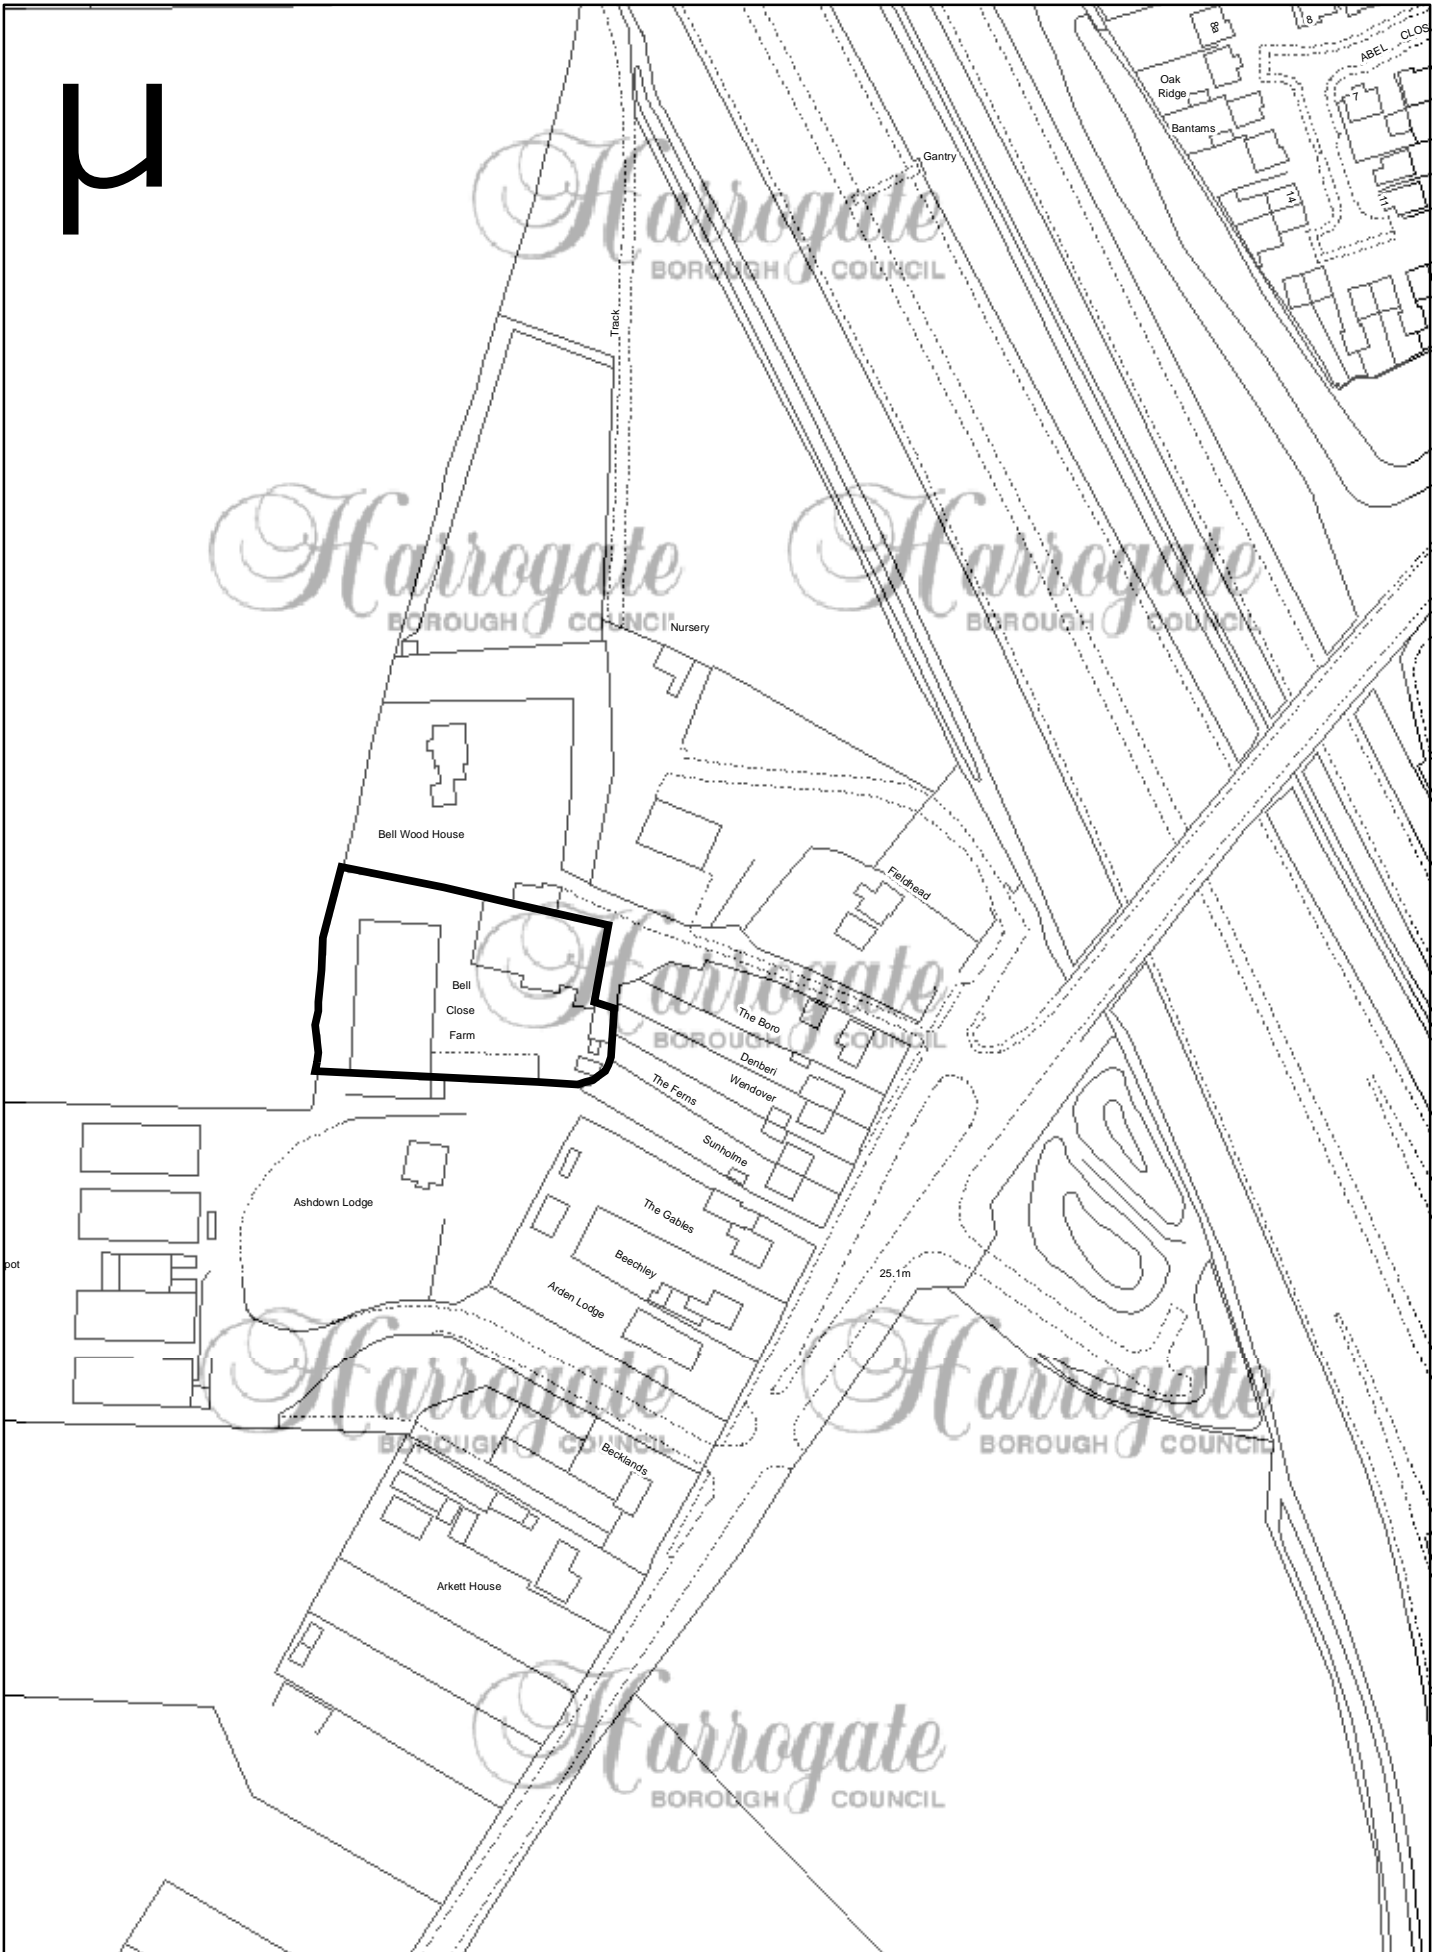 µ
8a
8
ABEL CLOS
Oak
Ridge
7
Bantams
Gantry
14
11
Harrogate
BOROUGH COUNCIL
Track
Harrogate
BOROUGH COUNCIL
Harrogate
BOROUGH COUNCIL
Nursery
Bell Wood House
Fieldhead
Harrogate
BOROUGH COUNCIL
Bell
Close
Farm
The Boro
Denberi
Wendover
The Ferns
Sunholme
Ashdown Lodge
The Gables
Beechley
Arden Lodge
pot
25.1m
Harrogate
BOROUGH COUNCIL
Harrogate
BOROUGH COUNCIL
Becklands
Arkett House
Harrogate
BOROUGH COUNCIL